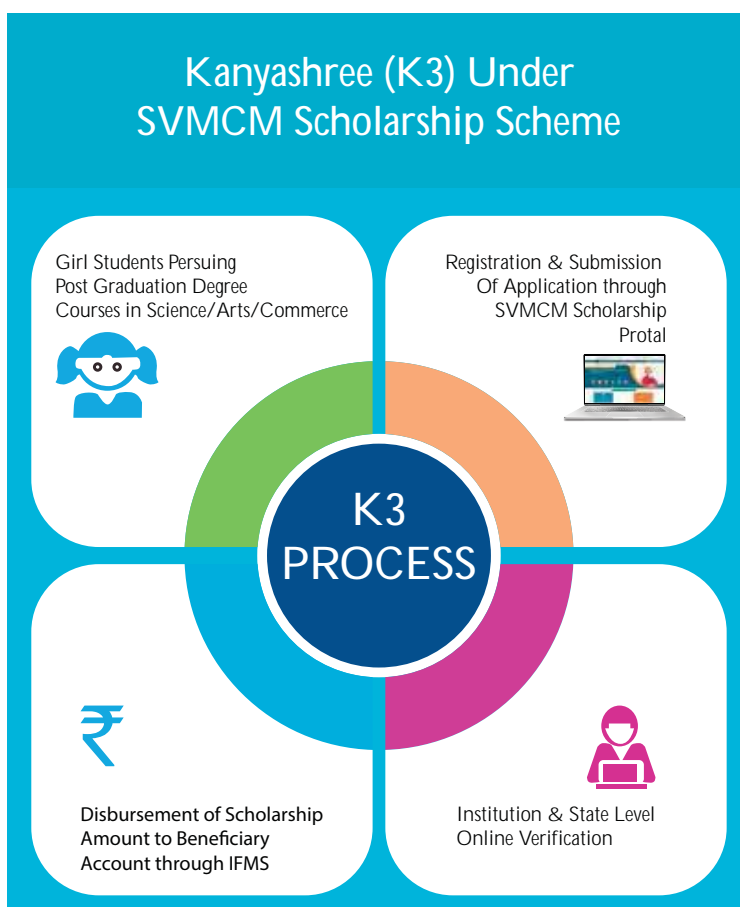 Kanyashree (K3) Under
SVMCM Scholarship Scheme
Girl Students Persuing
Post Graduation Degree
Courses in Science/Arts/Commerce
Registration & Submission
Of Application through
SVMCM Scholarship
Protal
K3
PROCESS
₹
Disbursement of Scholarship
Amount to Beneficiary
Account through IFMS
Institution & State Level
Online Verification